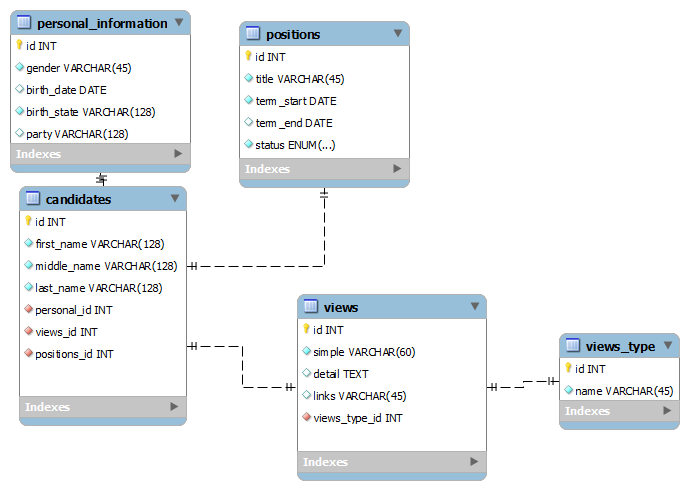 personal_information
id INT
gender VARCHAR(45)
birth_date DATE
birth_state VARCHAR(128)
party VARCHAR(128)
Indexes
positions
id INT
title VARCHAR(45)
term_start DATE
term_end DATE
status ENUM(...)
Indexes
candidates
id INT
first_name VARCHAR(128)
middle_name VARCHAR(128)
last_name VARCHAR(128)
personal_id INT
views_id INT
positions_id INT
Indexes
views
id INT
simple VARCHAR(60)
detail TEXT
links VARCHAR(45)
views_type_id INT
Indexes
views_type
id INT
name VARCHAR(45)
Indexes